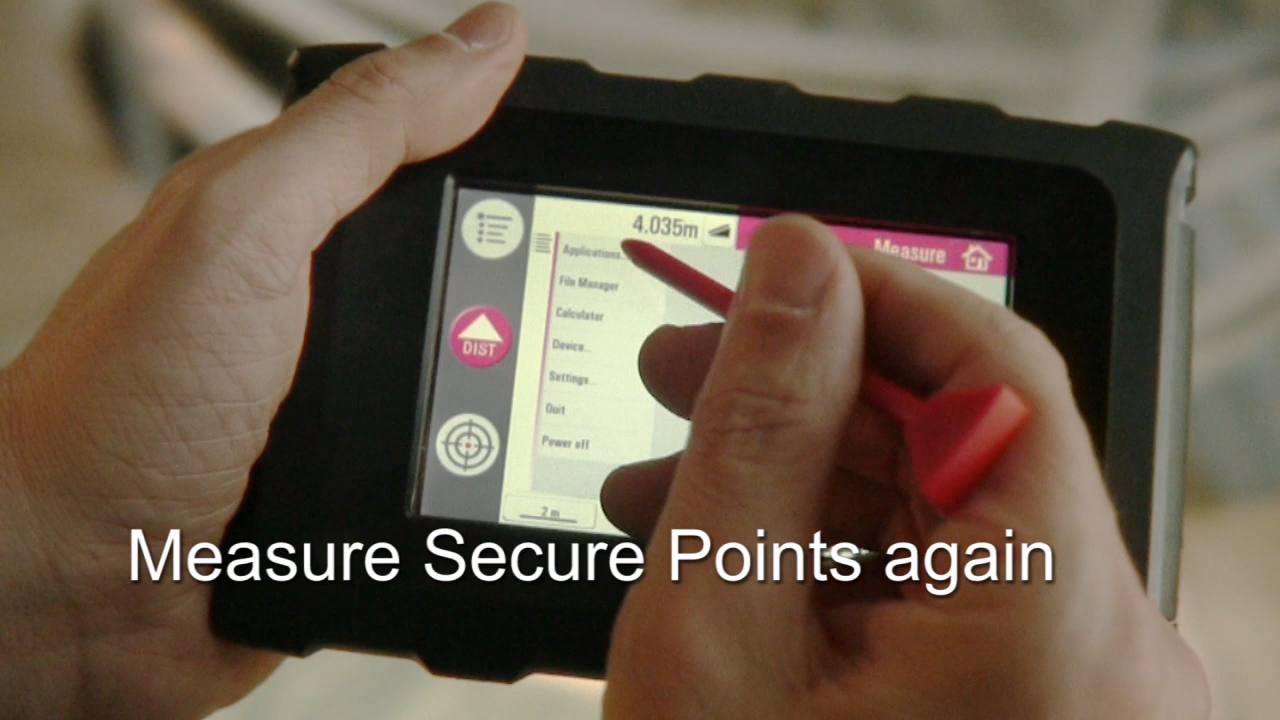 4.035m
Measure
Applications...
File Manager
Calculator
Device...
Settings...
Quit
Power off
DIST
2 m
Measure Secure Points again